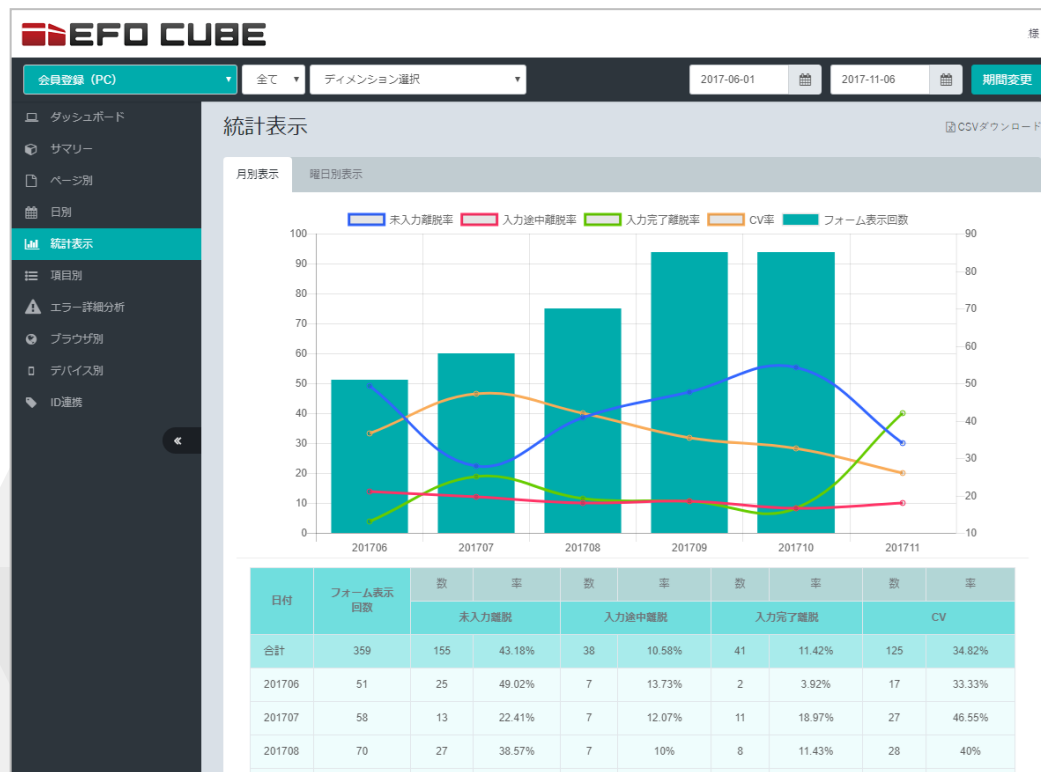 EFO CUBE
様
会員登録（PC） 全て ディメンション選択 2017-06-01 2017-11-06 期間変更
ダッシュボード
サマリー
ページ別
日別
統計表示
項目別
エラー詳細分析
ブラウザ別
デバイス別
ID連携
«
統計表示
CSVダウンロード
月別表示 曜日別表示
未入力離脱率 入力途中離脱率 入力完了離脱率 CV率 フォーム表示回数
100 90
90 80
80
70 70
60 60
50 50
40 40
30 30
20 20
10
0 10
201706 201707 201708 201709 201710 201711
日付 フォーム表示回数 数 率 数 率 数 率 数 率
未入力離脱 入力途中離脱 入力完了離脱 CV
合計 359 155 43.18% 38 10.58% 41 11.42% 125 34.82%
201706 51 25 49.02% 7 13.73% 2 3.92% 17 33.33%
201707 58 13 22.41% 7 12.07% 11 18.97% 27 46.55%
201708 70 27 38.57% 7 10% 8 11.43% 28 40%